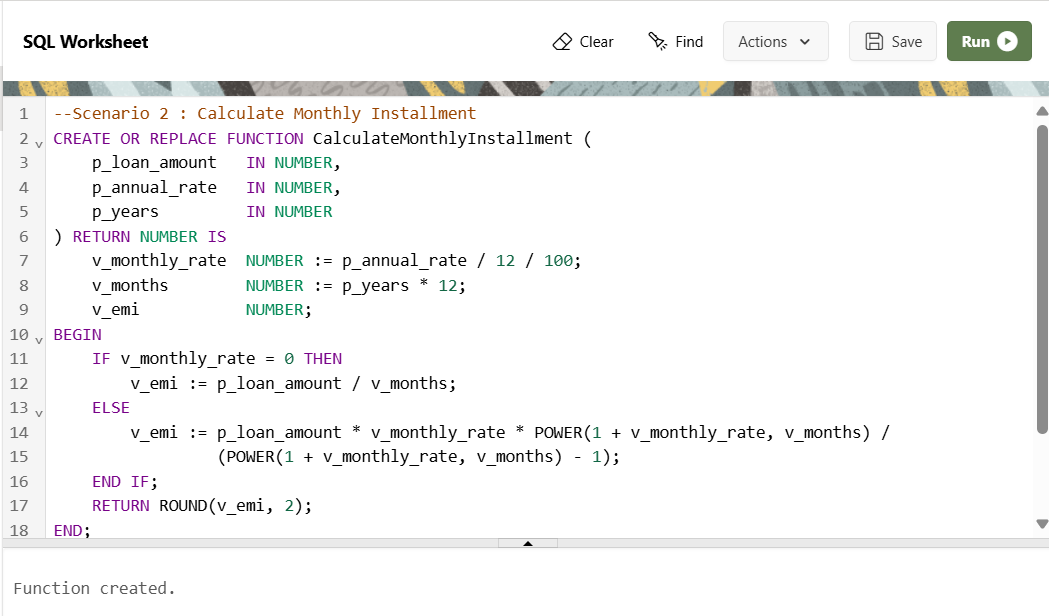 SQL Worksheet Clear Find Actions Save Run
1 --Scenario 2 : Calculate Monthly Installment
2 CREATE OR REPLACE FUNCTION CalculateMonthlyInstallment (
3     p_loan_amount   IN NUMBER,
4     p_annual_rate   IN NUMBER,
5     p_years         IN NUMBER
6 ) RETURN NUMBER IS
7     v_monthly_rate  NUMBER := p_annual_rate / 12 / 100;
8     v_months        NUMBER := p_years * 12;
9     v_emi           NUMBER;
10 BEGIN
11     IF v_monthly_rate = 0 THEN
12         v_emi := p_loan_amount / v_months;
13     ELSE
14         v_emi := p_loan_amount * v_monthly_rate * POWER(1 + v_monthly_rate, v_months) /
15                  (POWER(1 + v_monthly_rate, v_months) - 1);
16     END IF;
17     RETURN ROUND(v_emi, 2);
18 END;
Function created.